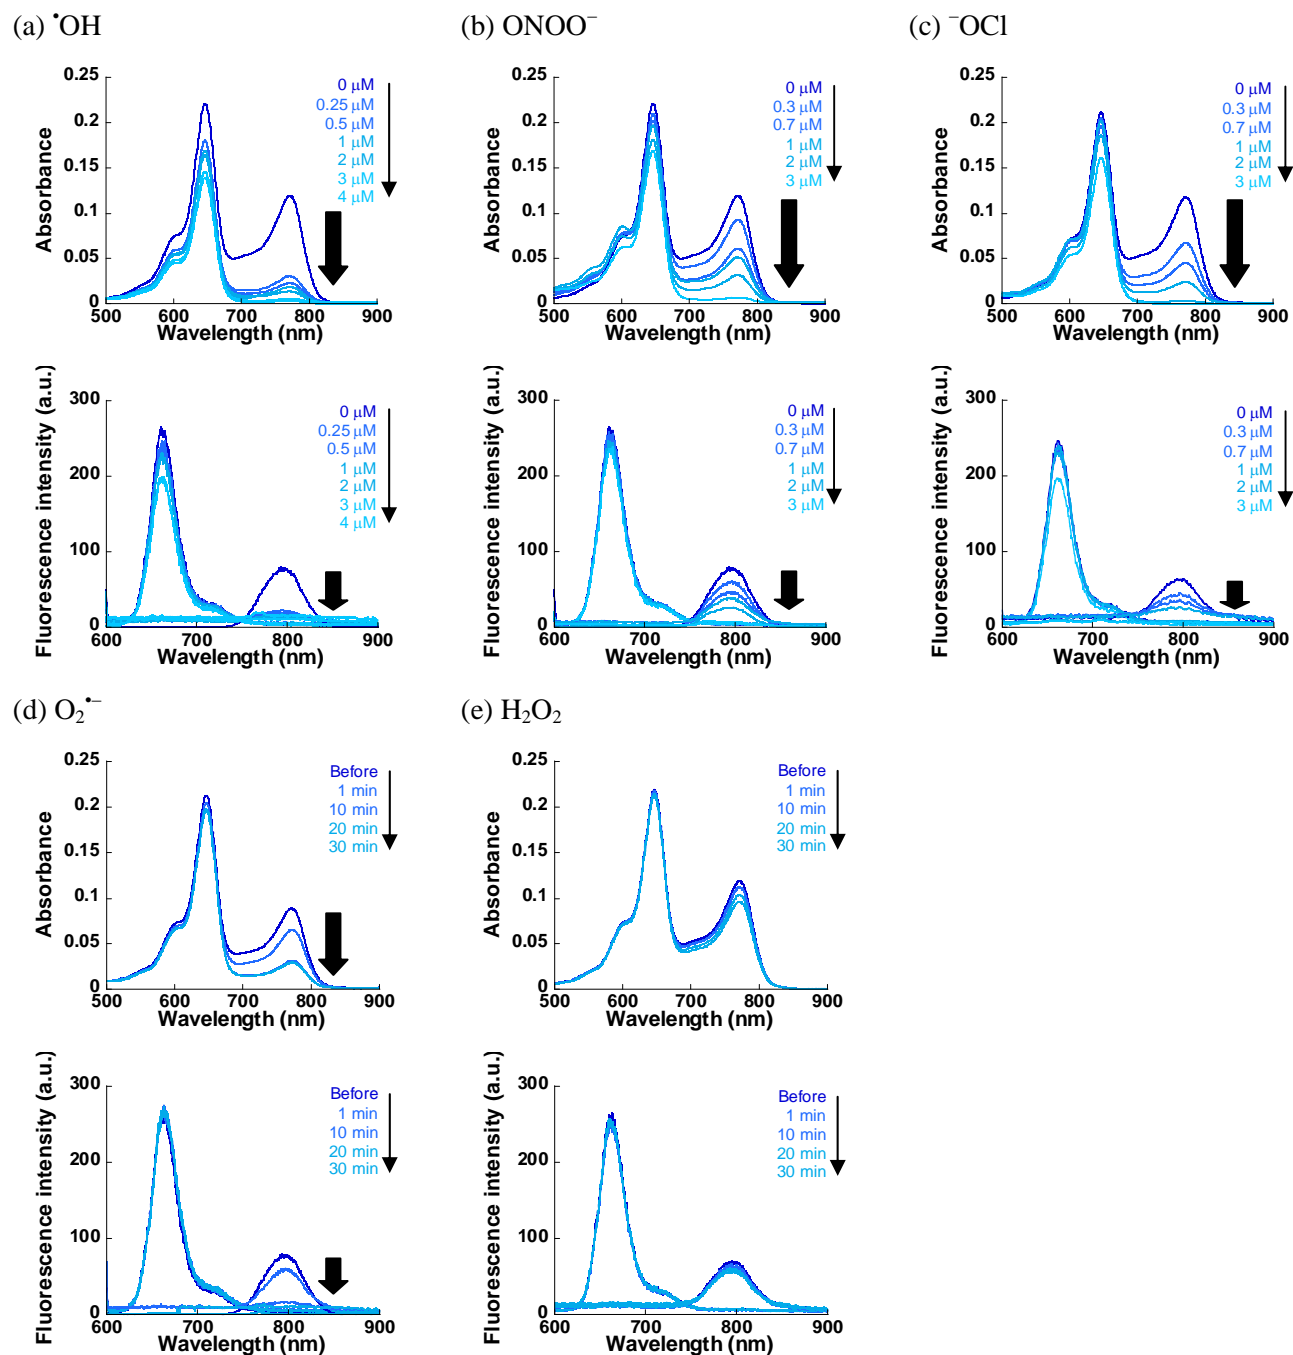 (a) •OH
0.25
0.2
0.15
0.1
0.05
0
Absorbance
0 μM
0.25 μM
0.5 μM
1 μM
2 μM
3 μM
4 μM
500 600 700 800 900
Wavelength (nm)
300
200
100
0
Fluorescence intensity (a.u.)
0 μM
0.25 μM
0.5 μM
1 μM
2 μM
3 μM
4 μM
600 700 800 900
Wavelength (nm)
(b) ONOO⁻
0.25
0.2
0.15
0.1
0.05
0
Absorbance
0 μM
0.3 μM
0.7 μM
1 μM
2 μM
3 μM
500 600 700 800 900
Wavelength (nm)
300
200
100
0
Fluorescence intensity (a.u.)
0 μM
0.3 μM
0.7 μM
1 μM
2 μM
3 μM
600 700 800 900
Wavelength (nm)
(c) ⁻OCl
0.25
0.2
0.15
0.1
0.05
0
Absorbance
0 μM
0.3 μM
0.7 μM
1 μM
2 μM
3 μM
500 600 700 800 900
Wavelength (nm)
300
200
100
0
Fluorescence intensity (a.u.)
0 μM
0.3 μM
0.7 μM
1 μM
2 μM
3 μM
600 700 800 900
Wavelength (nm)
(d) O₂•⁻
0.25
0.2
0.15
0.1
0.05
0
Absorbance
Before
1 min
10 min
20 min
30 min
500 600 700 800 900
Wavelength (nm)
300
200
100
0
Fluorescence intensity (a.u.)
Before
1 min
10 min
20 min
30 min
600 700 800 900
Wavelength (nm)
(e) H₂O₂
0.25
0.2
0.15
0.1
0.05
0
Absorbance
Before
1 min
10 min
20 min
30 min
500 600 700 800 900
Wavelength (nm)
300
200
100
0
Fluorescence intensity (a.u.)
Before
1 min
10 min
20 min
30 min
600 700 800 900
Wavelength (nm)